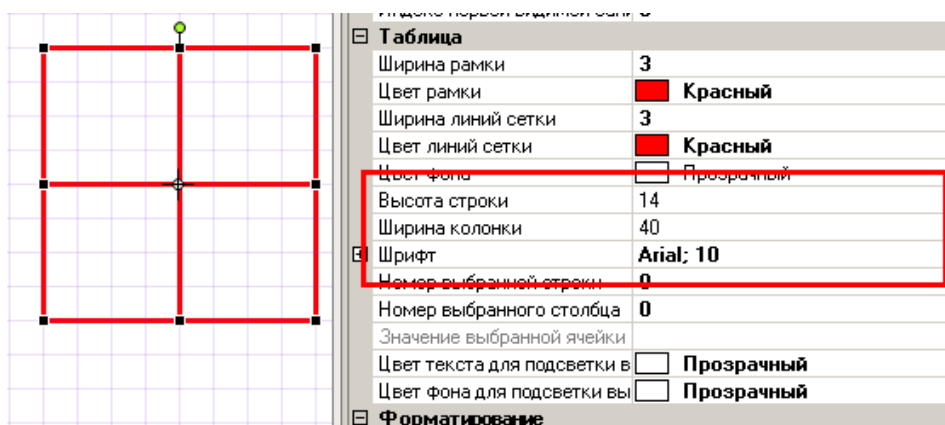 Таблица
Ширина рамки 3
Цвет рамки Красный
Ширина линий сетки 3
Цвет линий сетки Красный
Цвет фона Прозрачный
Высота строки 14
Ширина колонки 40
Шрифт Arial; 10
Номер выбранной строки 0
Номер выбранного столбца 0
Значение выбранной ячейки
Цвет текста для подсветки в Прозрачный
Цвет фона для подсветки вы Прозрачный
Форматирование